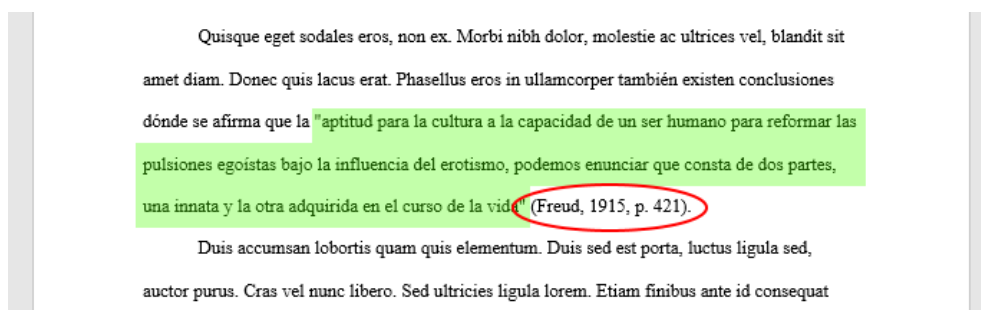 Quisque eget sodales eros, non ex. Morbi nibh dolor, molestie ac ultrices vel, blandit sit
amet diam. Donec quis lacus erat. Phasellus eros in ullamcorper también existen conclusiones
dónde se afirma que la "aptitud para la cultura a la capacidad de un ser humano para reformar las
pulsiones egoístas bajo la influencia del erotismo, podemos enunciar que consta de dos partes,
una innata y la otra adquirida en el curso de la vida" (Freud, 1915, p. 421).
Duis accumsan lobortis quam quis elementum. Duis sed est porta, luctus ligula sed,
auctor purus. Cras vel nunc libero. Sed ultricies ligula lorem. Etiam finibus ante id consequat